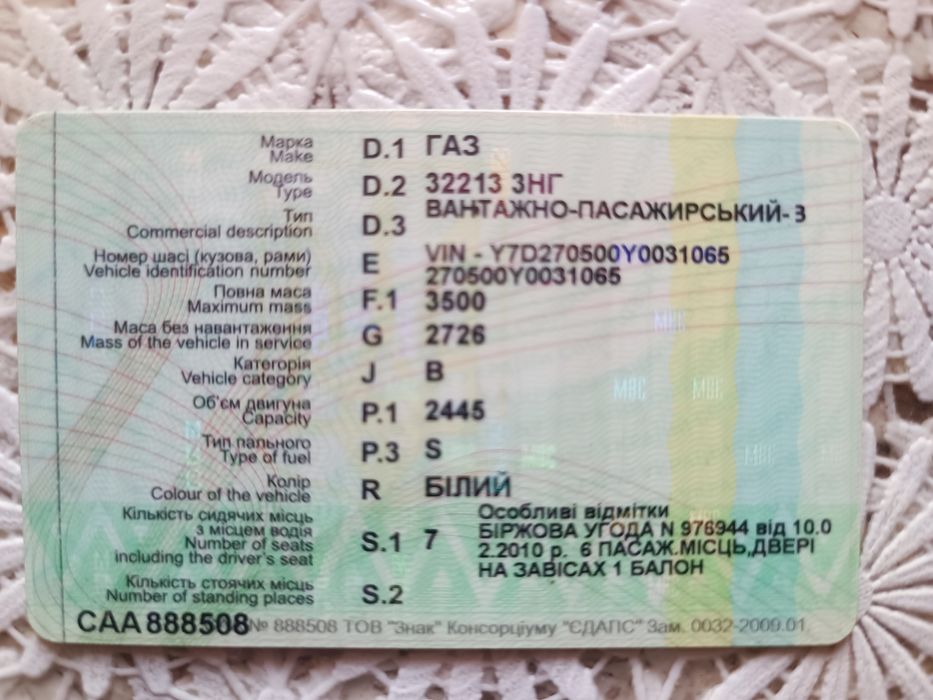 Марка D.1 ГАЗ
Make
Модель D.2 32213 ЗНГ
Type
Тип D.3 ВАНТАЖНО-ПАСАЖИРСЬКИЙ- В
Commercial description
Номер шасі (кузова, рами) E VIN - Y7D270500Y0031065
Vehicle identification number 270500Y0031065
Повна маса F.1 3500
Maximum mass
Маса без навантаження G 2726
Mass of the vehicle in service
Категорія J B
Vehicle category
Об'єм двигуна P.1 2445
Capacity
Тип пального P.3 S
Type of fuel
Колір R БІЛИЙ
Colour of the vehicle
Кількість сидячих місць S.1 7
з місцем водія
Number of seats
including the driver's seat
Особливі відмітки
БІРЖОВА УГОДА N 976944 від 10.0
2.2010 р. 6 ПАСАЖ.МІСЦЬ,ДВЕРІ
НА ЗАВІСАХ 1 БАЛОН
Кількість стоячих місць S.2
Number of standing places
САА888508 № 888508 ТОВ "Знак" Консорціуму "ЄДАПС" Зам. 0032-2009.01.
МВС
МВС
МВС
МВС